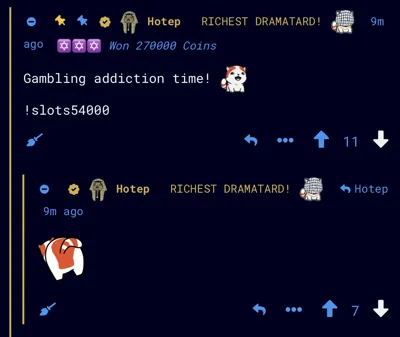 Hotep RICHEST DRAMATARD! 9m
ago ✡✡✡ Won 270000 Coins
Gambling addiction time!
!slots54000
11
Hotep RICHEST DRAMATARD! Hotep
9m ago
7